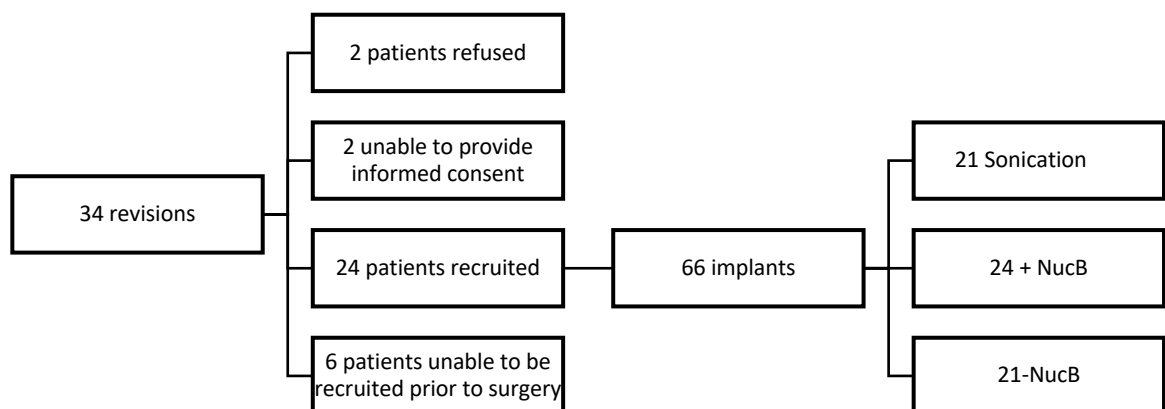 34 revisions
2 patients refused
2 unable to provide
informed consent
24 patients recruited
6 patients unable to be
recruited prior to surgery
66 implants
21 Sonication
24 + NucB
21-NucB